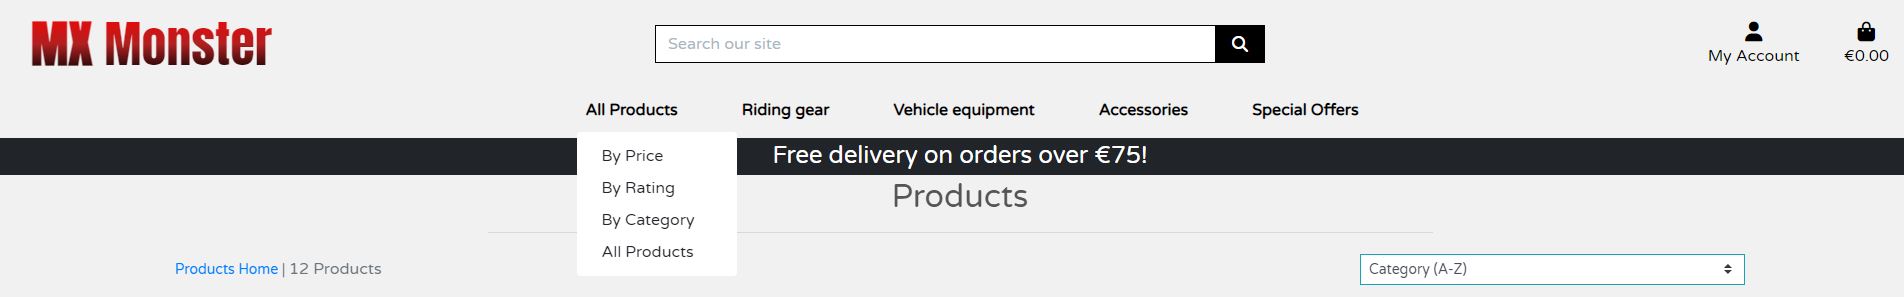 MX Monster
Search our site
My Account
€0.00
All Products
Riding gear
Vehicle equipment
Accessories
Special Offers
By Price
By Rating
By Category
All Products
Free delivery on orders over €75!
Products
Products Home | 12 Products
Category (A-Z)